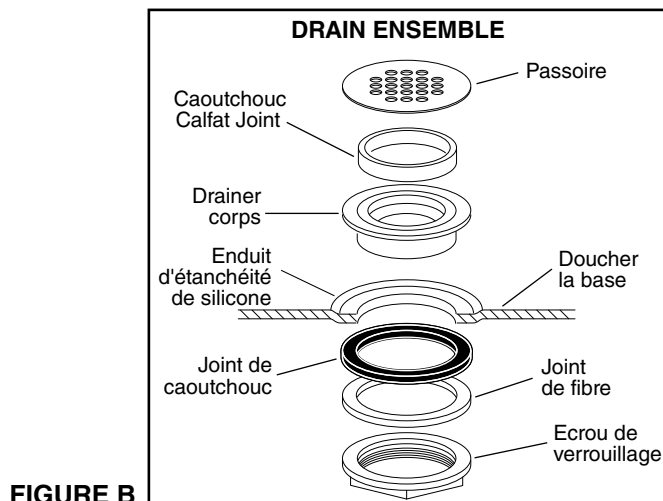 DRAIN ENSEMBLE
Passoire
Caoutchouc
Calfat Joint
Drainer
corps
Enduit
d'étanchéité
de silicone
Doucher
la base
Joint de
caoutchouc
Joint
de fibre
Ecrou de
verrouillage
FIGURE B